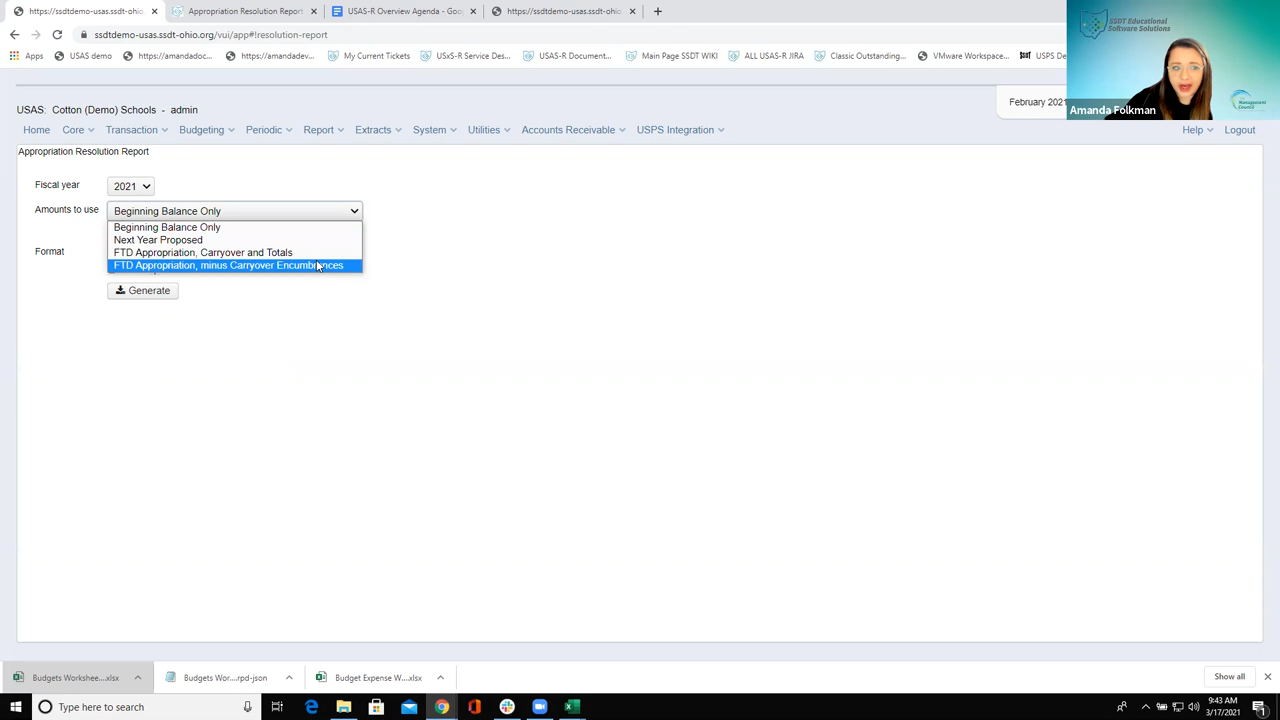 https://ssdtdemo-usas.ssdt-ohio.o
Appropriation Resolution Report
USAS-R Overview Agenda - Goo
https://ssdtdemo-usas.ssdt-ohio.o
ssdtdemo-usas.ssdt-ohio.org/vui/app#!resolution-report
Apps
USAS demo
https://amandadoc...
https://amandadev...
My Current Tickets
USxS-R Service Des...
USAS-R Document...
Main Page SSDT WIKI
ALL USAS-R JIRA
Classic Outstanding...
VMware Workspace...
USPS De
SSDT Educational
Software Solutions
Management
Council
Amanda Folkman
USAS: Cotton (Demo) Schools - admin
February 2021
Home Core Transaction Budgeting Periodic Report Extracts System Utilities Accounts Receivable USPS Integration Help Logout
Appropriation Resolution Report
Fiscal year 2021
Amounts to use Beginning Balance Only
Beginning Balance Only
Next Year Proposed
FTD Appropriation, Carryover and Totals
FTD Appropriation, minus Carryover Encumbrances
Format
Generate
Budgets Workshee....xlsx
Budgets Wor....rpd-json
Budget Expense W....xlsx
Show all
Type here to search
9:43 AM
3/17/2021
1